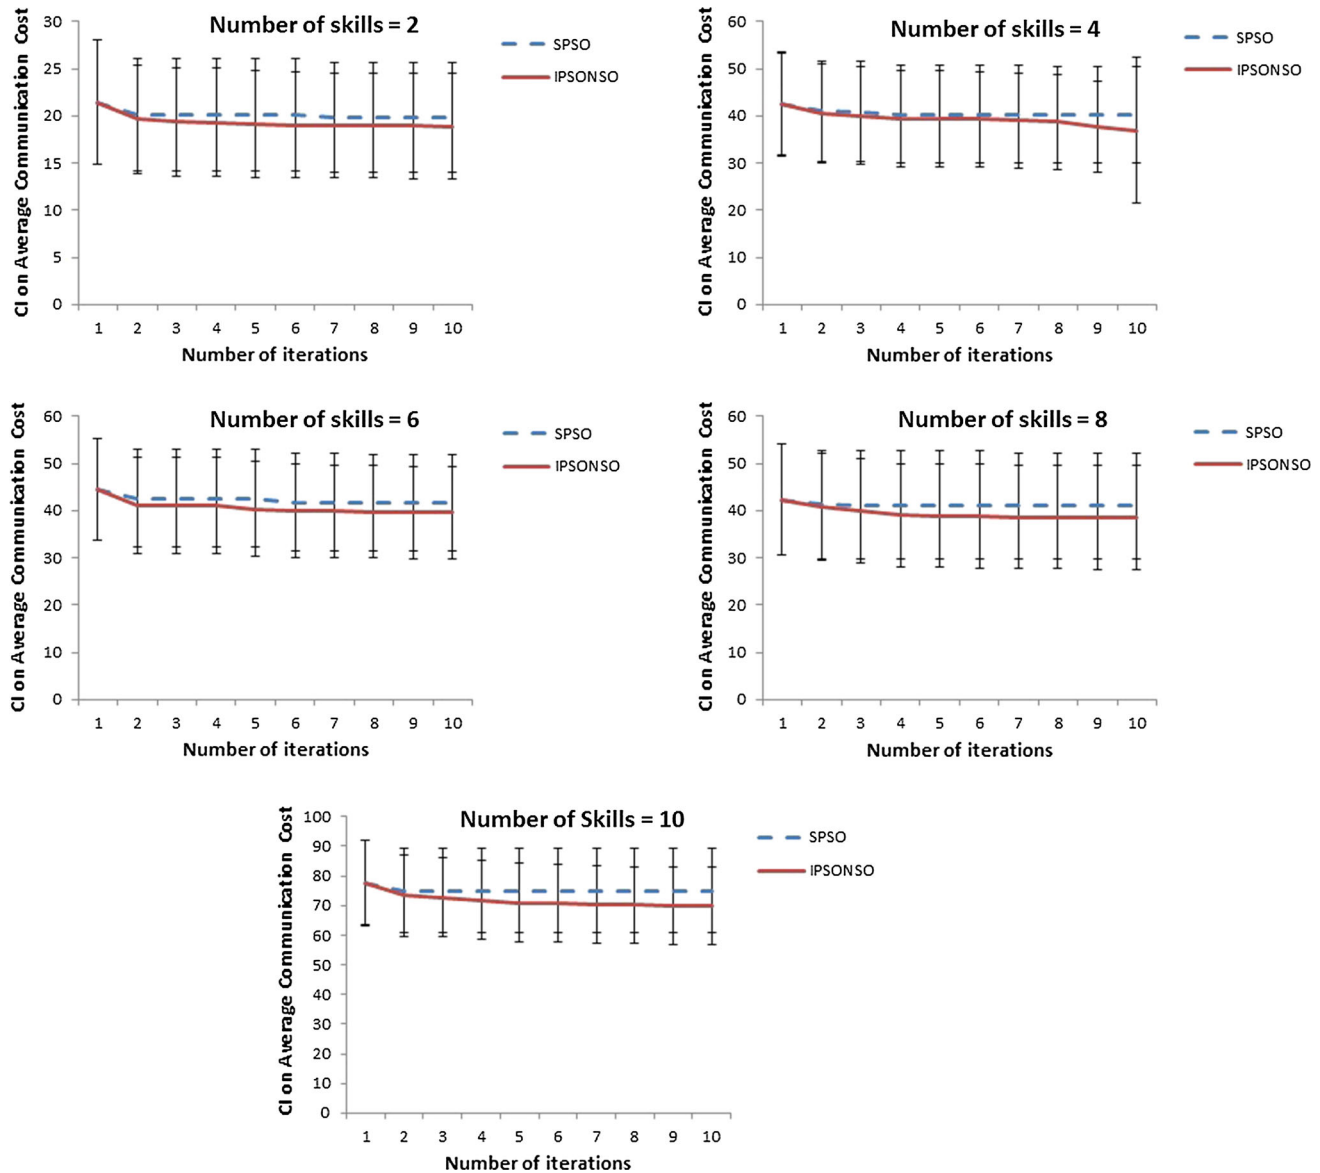 Number of skills = 2
CI on Average Communication Cost
30
25
20
15
10
5
0
1 2 3 4 5 6 7 8 9 10
Number of iterations
SPSO
IPSONSO
Number of skills = 4
CI on Average Communication Cost
60
50
40
30
20
10
0
1 2 3 4 5 6 7 8 9 10
Number of iterations
SPSO
IPSONSO
Number of skills = 6
CI on Average Communication Cost
60
50
40
30
20
10
0
1 2 3 4 5 6 7 8 9 10
Number of iterations
SPSO
IPSONSO
Number of skills = 8
CI on Average Communication Cost
60
50
40
30
20
10
0
1 2 3 4 5 6 7 8 9 10
Number of iterations
SPSO
IPSONSO
Number of Skills = 10
CI on Average Communication Cost
100
90
80
70
60
50
40
30
20
10
0
1 2 3 4 5 6 7 8 9 10
Number of iterations
SPSO
IPSONSO